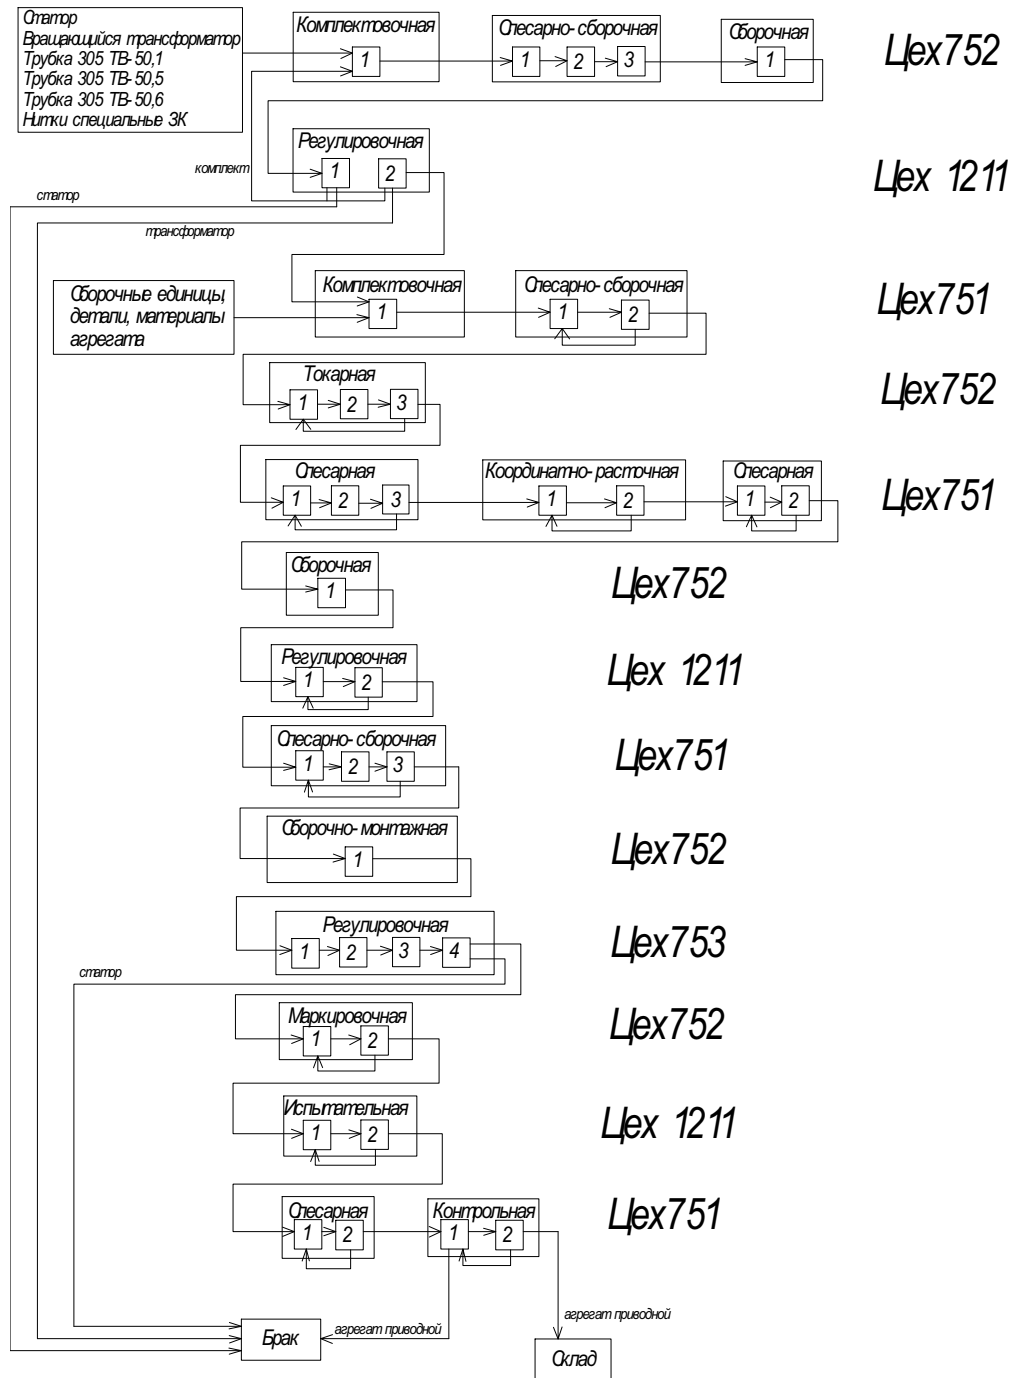 Статор
Вращающийся трансформатор
Трубка 305 ТВ-50,1
Трубка 305 ТВ-50,5
Трубка 305 ТВ-50,6
Нитки специальные 3К
Комплектовочная
1
Слесарно-сборочная
1 2 3
Сборочная
1
Цех752
Регулировочная
1 2
Цех 1211
комплект
статор
трансформатор
Сборочные единицы,
детали, материалы
агрегата
Комплектовочная
1
Слесарно-сборочная
1 2
Цех751
Токарная
1 2 3
Цех752
Слесарная
1 2 3
Координатно-расточная
1 2
Слесарная
1 2
Цех751
Сборочная
1
Цех752
Регулировочная
1 2
Цех 1211
Слесарно-сборочная
1 2 3
Цех751
Сборочно-монтажная
1
Цех752
Регулировочная
1 2 3 4
Цех753
статор
Маркировочная
1 2
Цех752
Испытательная
1 2
Цех 1211
Слесарная
1 2
Контрольная
1 2
Цех751
Брак
агрегат приводной
агрегат приводной
Склад